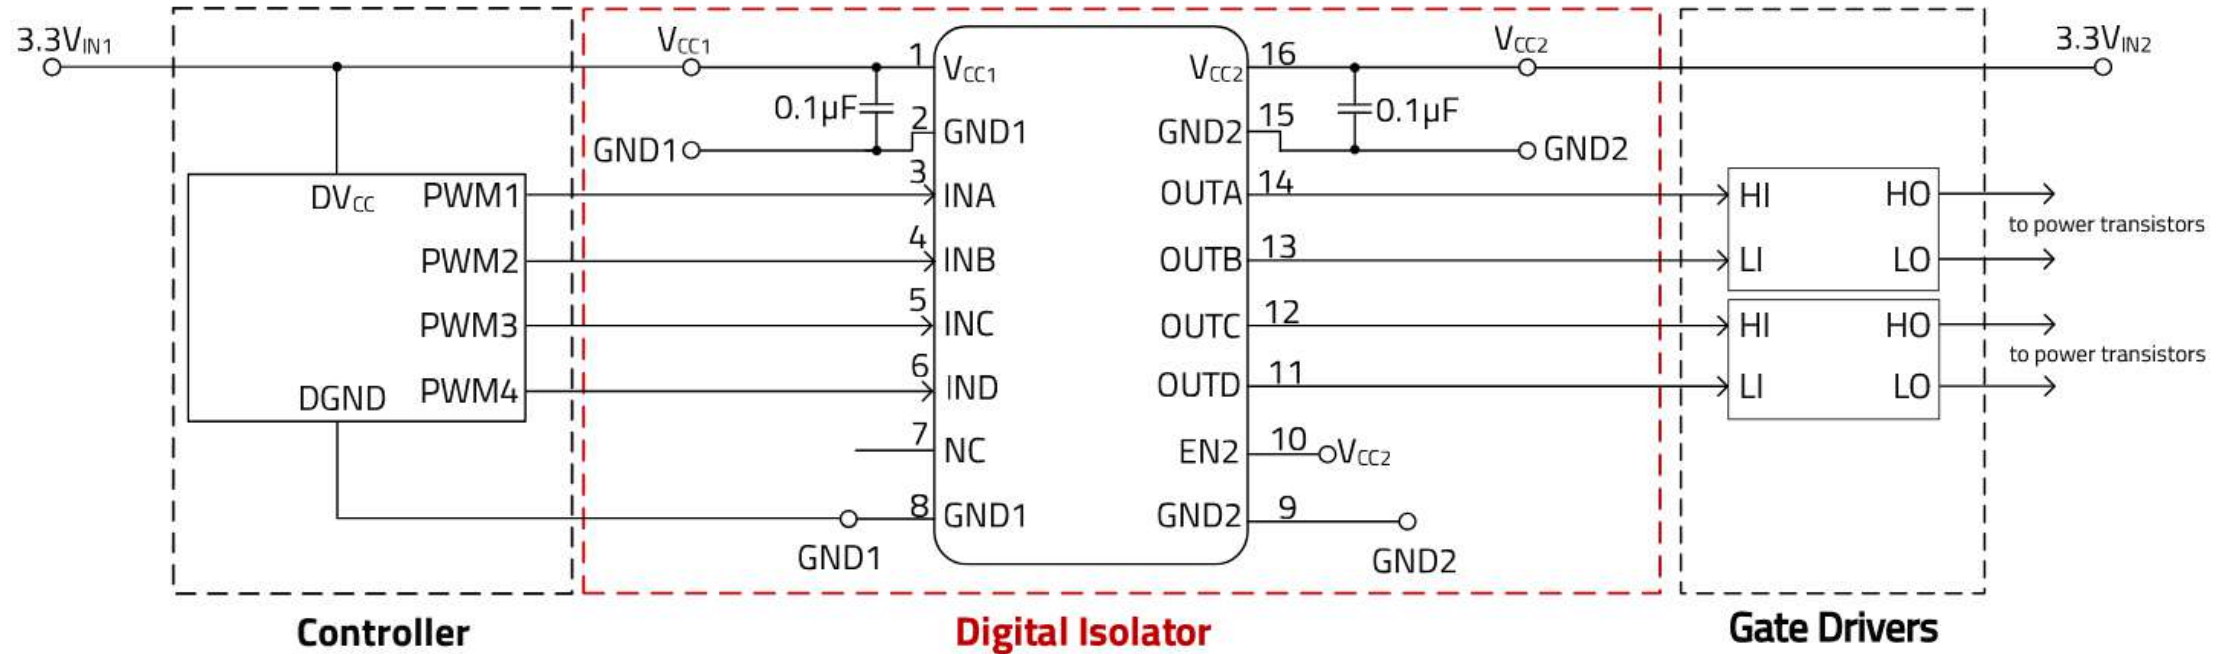 3.3VIN1
VCC1
VCC2
3.3VIN2
1
VCC1
VCC2
16
0.1µF
2
GND1
GND2
15
0.1µF
GND1
GND2
DVCC
PWM1
3
INA
OUTA
14
HI
HO
to power transistors
PWM2
4
INB
OUTB
13
LI
LO
PWM3
5
INC
OUTC
12
HI
HO
to power transistors
DGND
PWM4
6
IND
OUTD
11
LI
LO
7
NC
EN2
10
VCC2
8
GND1
GND2
9
GND1
GND2
Controller
Digital Isolator
Gate Drivers